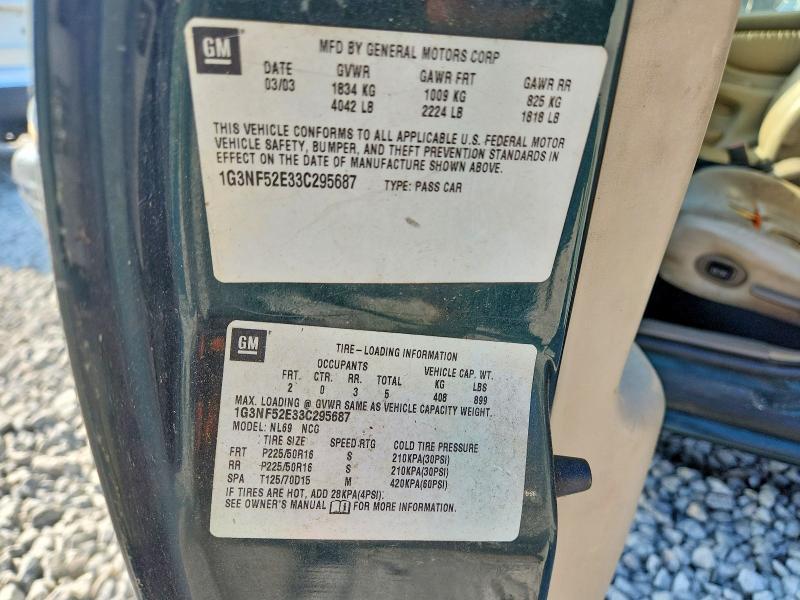 GM
MFD BY GENERAL MOTORS CORP
DATE GVWR GAWR FRT GAWR RR
03/03 1834 KG 1009 KG 825 KG
4042 LB 2224 LB 1818 LB
THIS VEHICLE CONFORMS TO ALL APPLICABLE U.S. FEDERAL MOTOR
VEHICLE SAFETY, BUMPER, AND THEFT PREVENTION STANDARDS IN
EFFECT ON THE DATE OF MANUFACTURE SHOWN ABOVE.
1G3NF52E33C295687 TYPE: PASS CAR
GM
TIRE-LOADING INFORMATION
OCCUPANTS VEHICLE CAP. WT.
FRT. CTR. RR. TOTAL KG LBS
2 0 3 5 408 899
MAX. LOADING @ GVWR SAME AS VEHICLE CAPACITY WEIGHT.
1G3NF52E33C295687
MODEL: NL69 NCG
TIRE SIZE SPEED RTG COLD TIRE PRESSURE
FRT P225/50R16 S 210KPA(30PSI)
RR P225/50R16 S 210KPA(30PSI)
SPA T125/70D15 M 420KPA(60PSI)
IF TIRES ARE HOT, ADD 28KPA(4PSI).
SEE OWNER'S MANUAL FOR MORE INFORMATION.